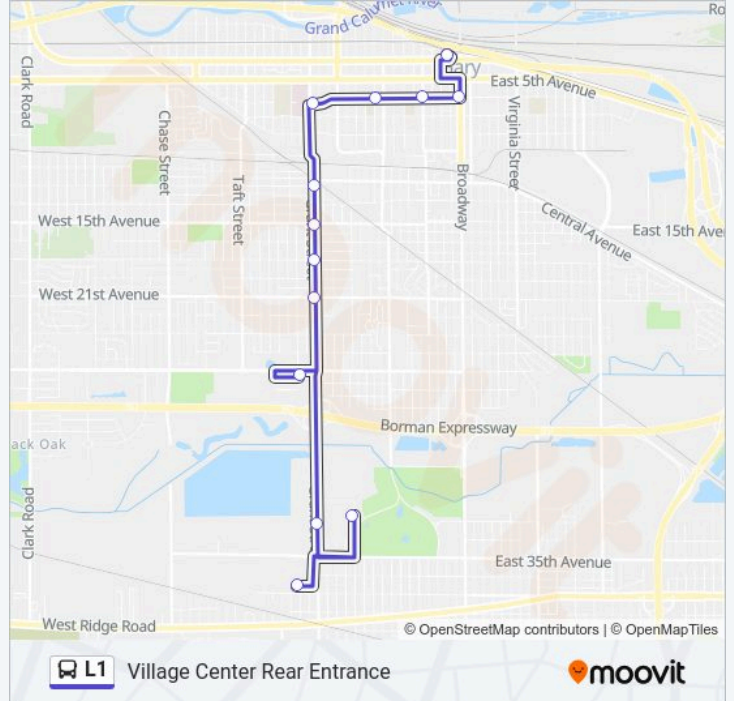 Grand Calumet River
Ro
Clark Road
ary
East 5th Avenue
Chase Street
Virginia Street
Taft Street
Broadway
West 15th Avenue
Central Avenue
East 15th Ave
West 21st Avenue
Borman Expressway
ack Oak
Clark Road
East 35th Avenue
West Ridge Road
© OpenStreetMap contributors | © OpenMapTiles
L1 Village Center Rear Entrance
moovit